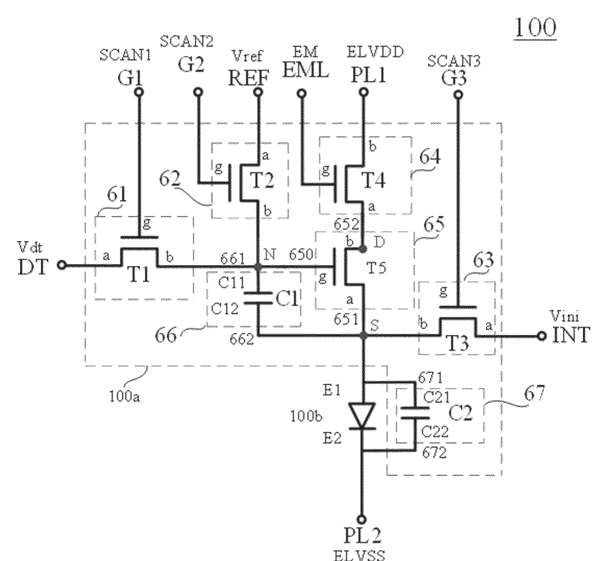 100
SCAN1
G1
SCAN2
G2
Vref
REF
EM
EML
ELVDD
PL1
SCAN3
G3
61
62
g
a
T2
b
g
b
T4
a
64
652
65
Vdt
DT
a
g
b
T1
661
N
650
g
b
D
T5
a
651
63
g
b
a
T3
Vini
INT
C11
C12
C1
66
662
S
100a
E1
100b
E2
671
C21
C22
C2
672
67
PL2
ELVSS